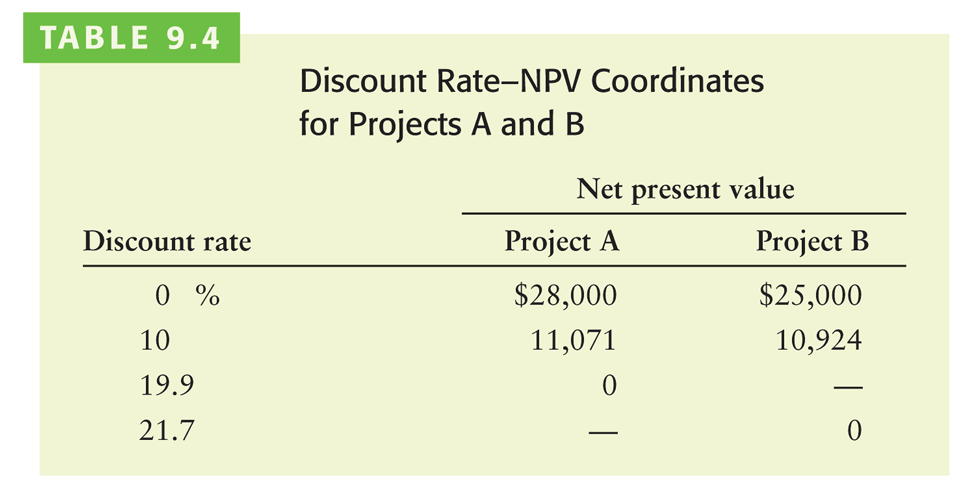 TABLE 9.4
Discount Rate–NPV Coordinates
for Projects A and B
Net present value
Discount rate Project A Project B
0 % $28,000 $25,000
10 11,071 10,924
19.9 0 —
21.7 — 0